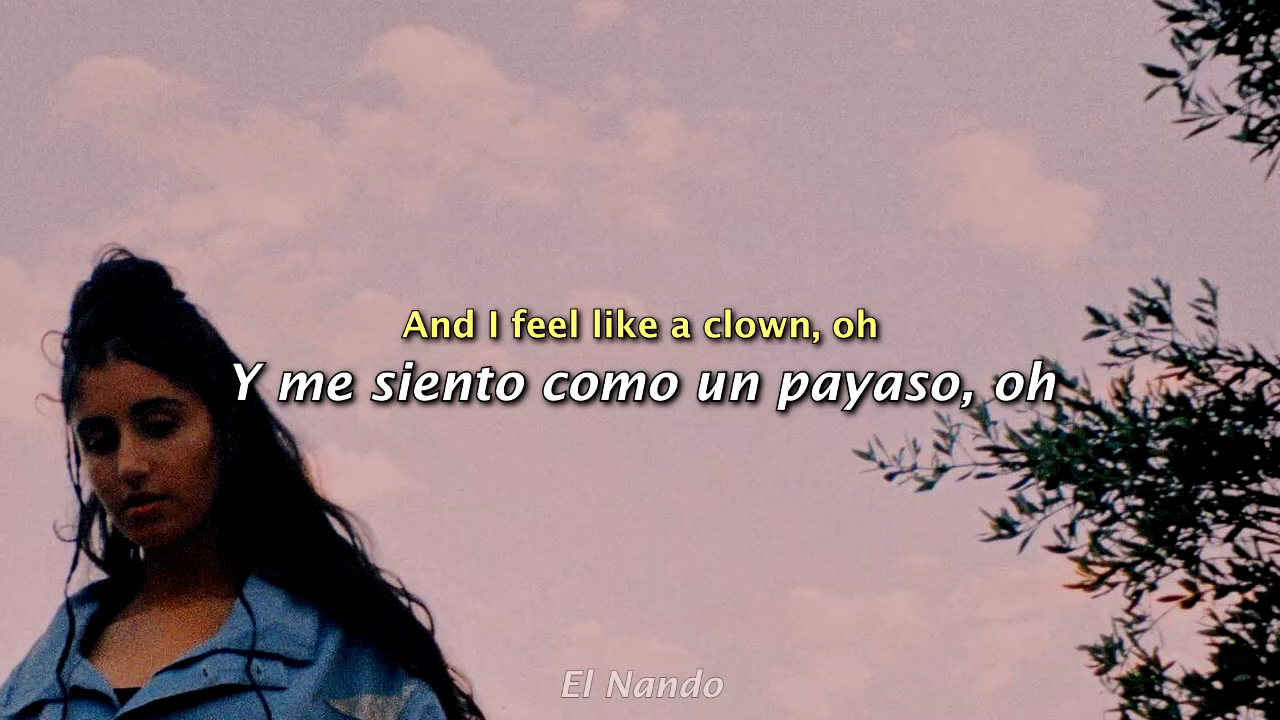 And I feel like a clown, oh
Y me siento como un payaso, oh
El Nando